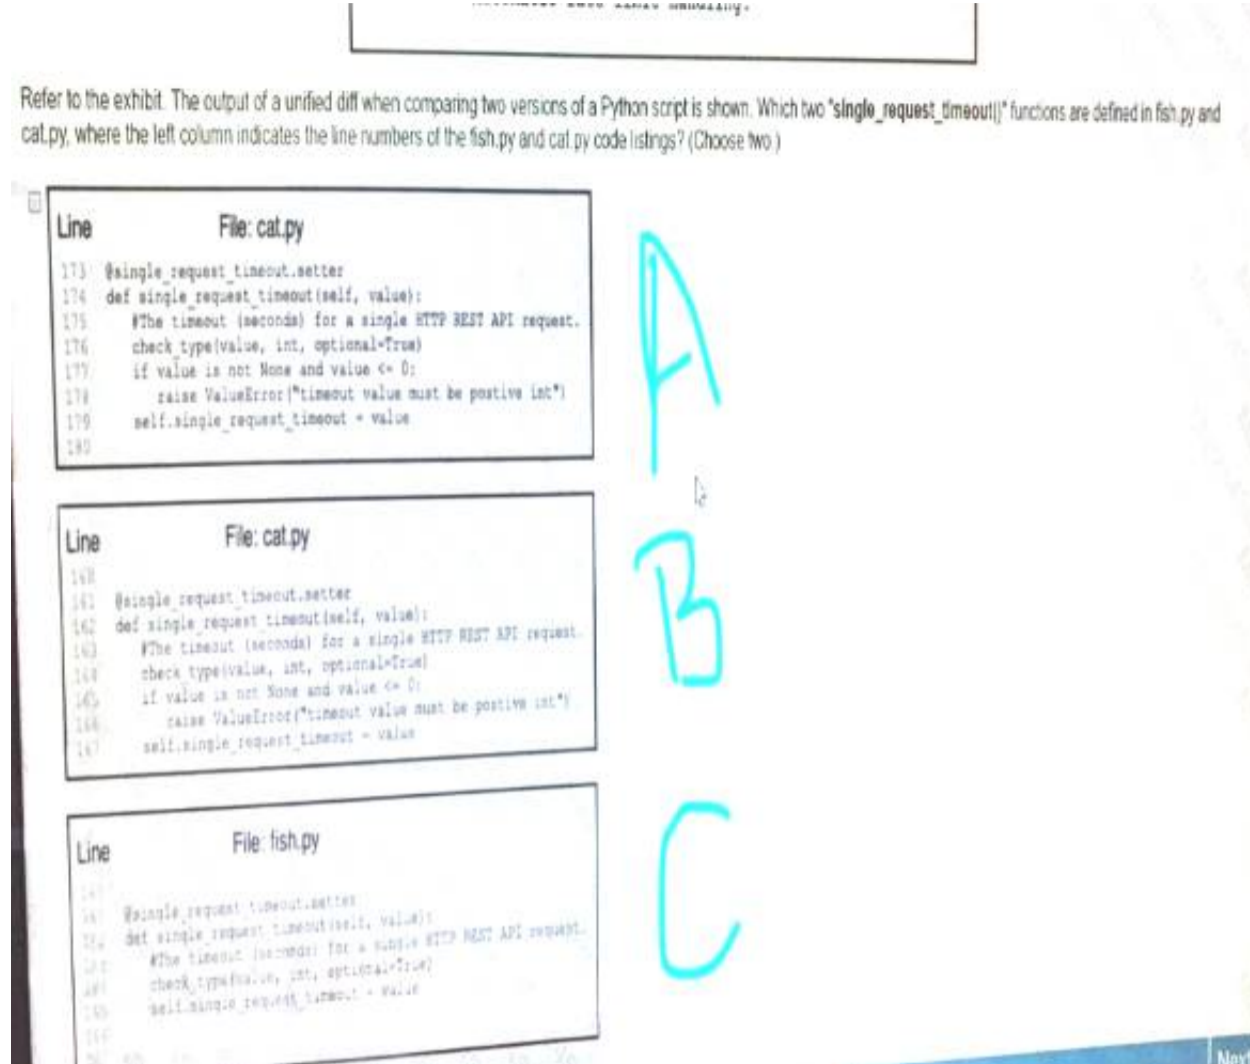 handling.
Refer to the exhibit. The output of a unified diff when comparing two versions of a Python script is shown. Which two "single_request_timeout()" functions are defined in fish.py and
cat.py, where the left column indicates the line numbers of the fish.py and cat.py code listings? (Choose two.)
Line File: cat.py
173 @single_request_timeout.setter
174 def single_request_timeout(self, value):
175 #The timeout (seconds) for a single HTTP REST API request.
176 check_type(value, int, optional=True)
177 if value is not None and value <= 0:
178 raise ValueError("timeout value must be postive int")
179 self.single_request_timeout = value
180
A
Line File: cat.py
160
161 @single_request_timeout.setter
162 def single_request_timeout(self, value):
163 #The timeout (seconds) for a single HTTP REST API request.
164 check_type(value, int, optional=True)
165 if value is not None and value <= 0:
166 raise ValueError("timeout value must be postive int")
167 self.single_request_timeout = value
B
Line File: fish.py
@single_request_timeout.setter
def single_request_timeout(self, value):
#The timeout (seconds) for a single HTTP REST API request.
check_type(value, int, optional=True)
self.single_request_timeout = value
C
Next